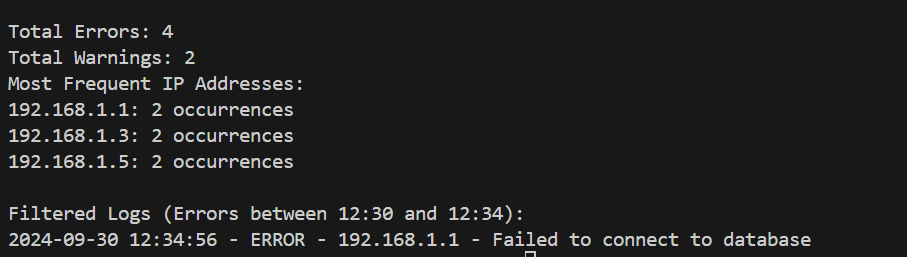 Total Errors: 4
Total Warnings: 2
Most Frequent IP Addresses:
192.168.1.1: 2 occurrences
192.168.1.3: 2 occurrences
192.168.1.5: 2 occurrences
Filtered Logs (Errors between 12:30 and 12:34):
2024-09-30 12:34:56 - ERROR - 192.168.1.1 - Failed to connect to database